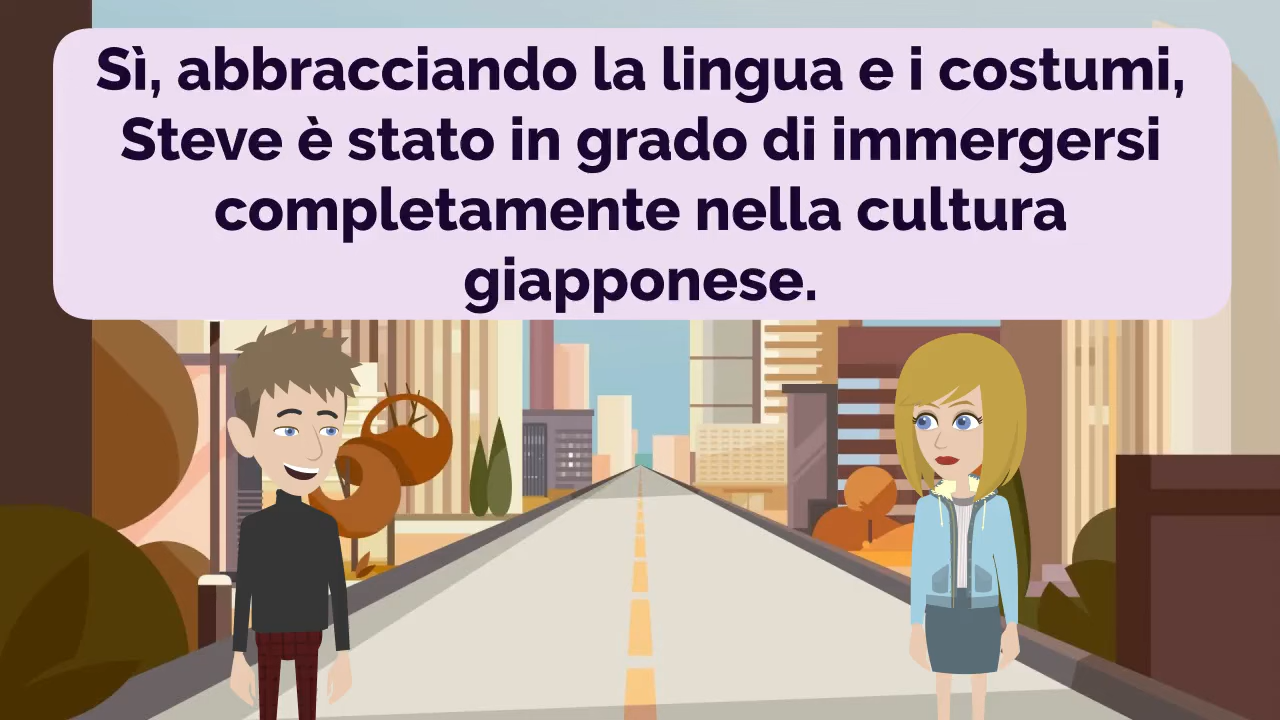 Sì, abbracciando la lingua e i costumi,
Steve è stato in grado di immergersi
completamente nella cultura
giapponese.